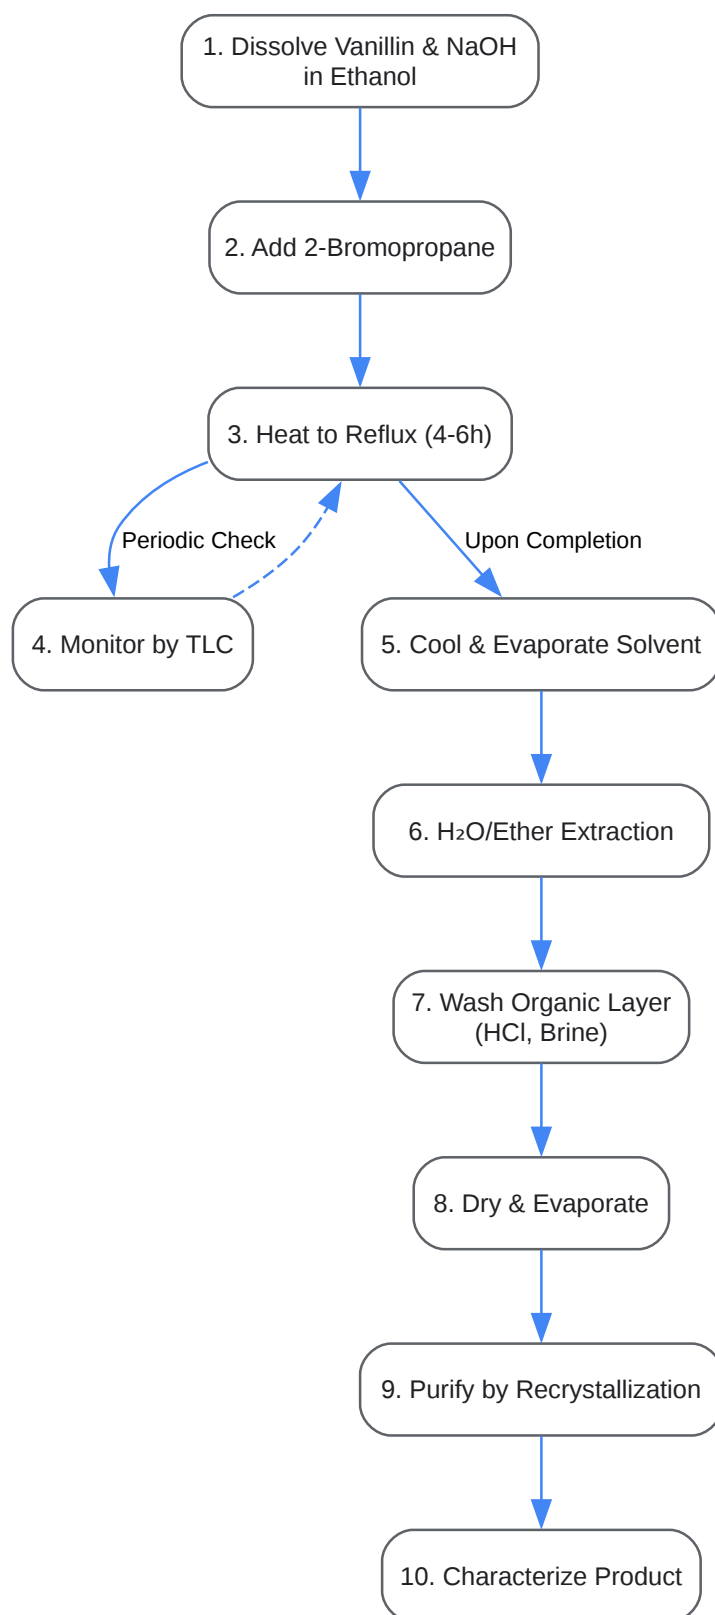 1. Dissolve Vanillin & NaOH
in Ethanol
2. Add 2-Bromopropane
3. Heat to Reflux (4-6h)
Periodic Check
Upon Completion
4. Monitor by TLC
5. Cool & Evaporate Solvent
6. H₂O/Ether Extraction
7. Wash Organic Layer
(HCl, Brine)
8. Dry & Evaporate
9. Purify by Recrystallization
10. Characterize Product